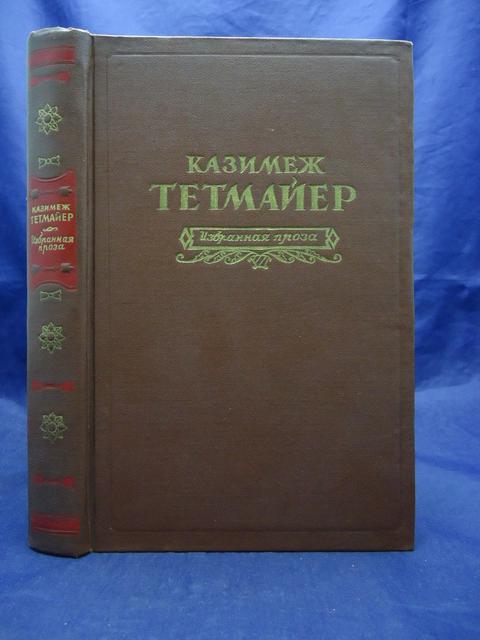 КАЗИМЕЖ
ТЕТМАЙЕР
Избранная проза
КАЗИМЕЖ
ТЕТМАЙЕР
Избранная
проза